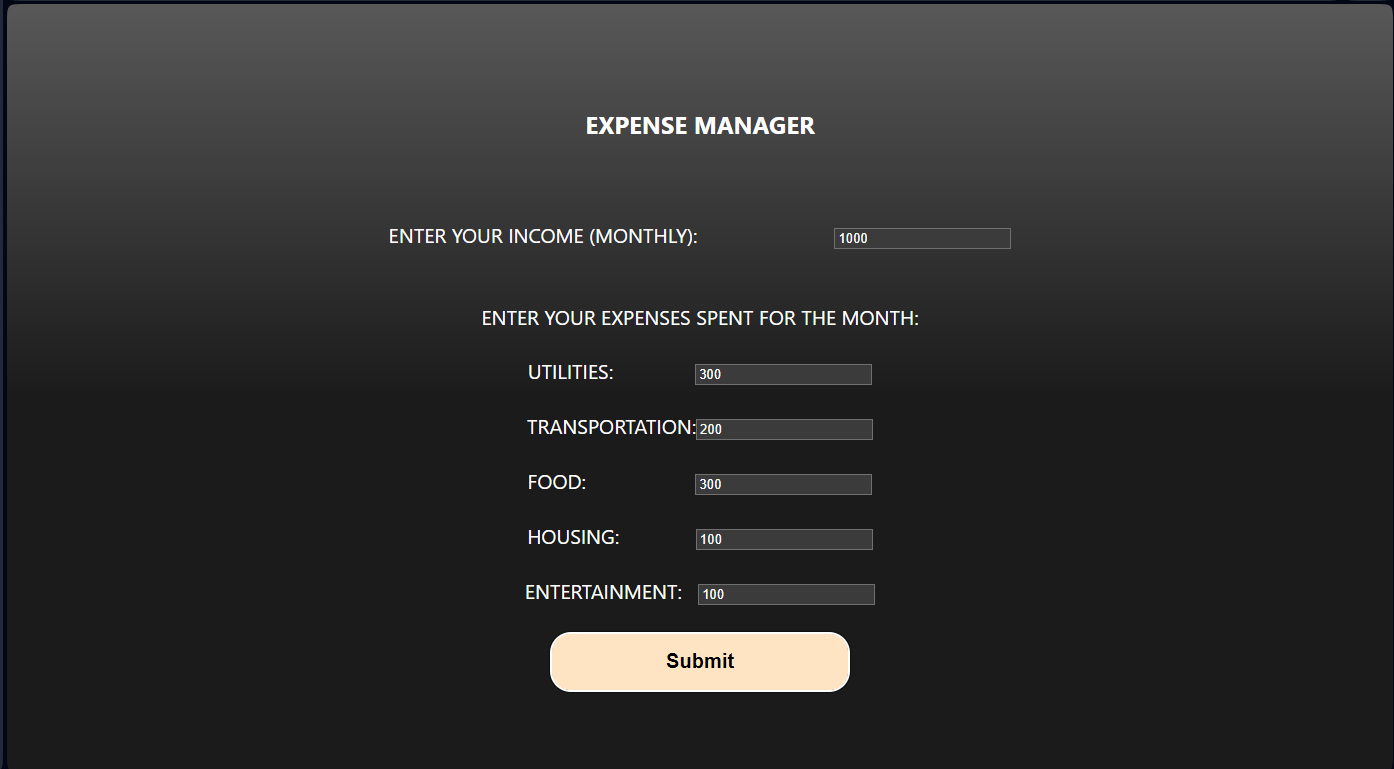 EXPENSE MANAGER
ENTER YOUR INCOME (MONTHLY): 1000
ENTER YOUR EXPENSES SPENT FOR THE MONTH:
UTILITIES: 300
TRANSPORTATION: 200
FOOD: 300
HOUSING: 100
ENTERTAINMENT: 100
Submit